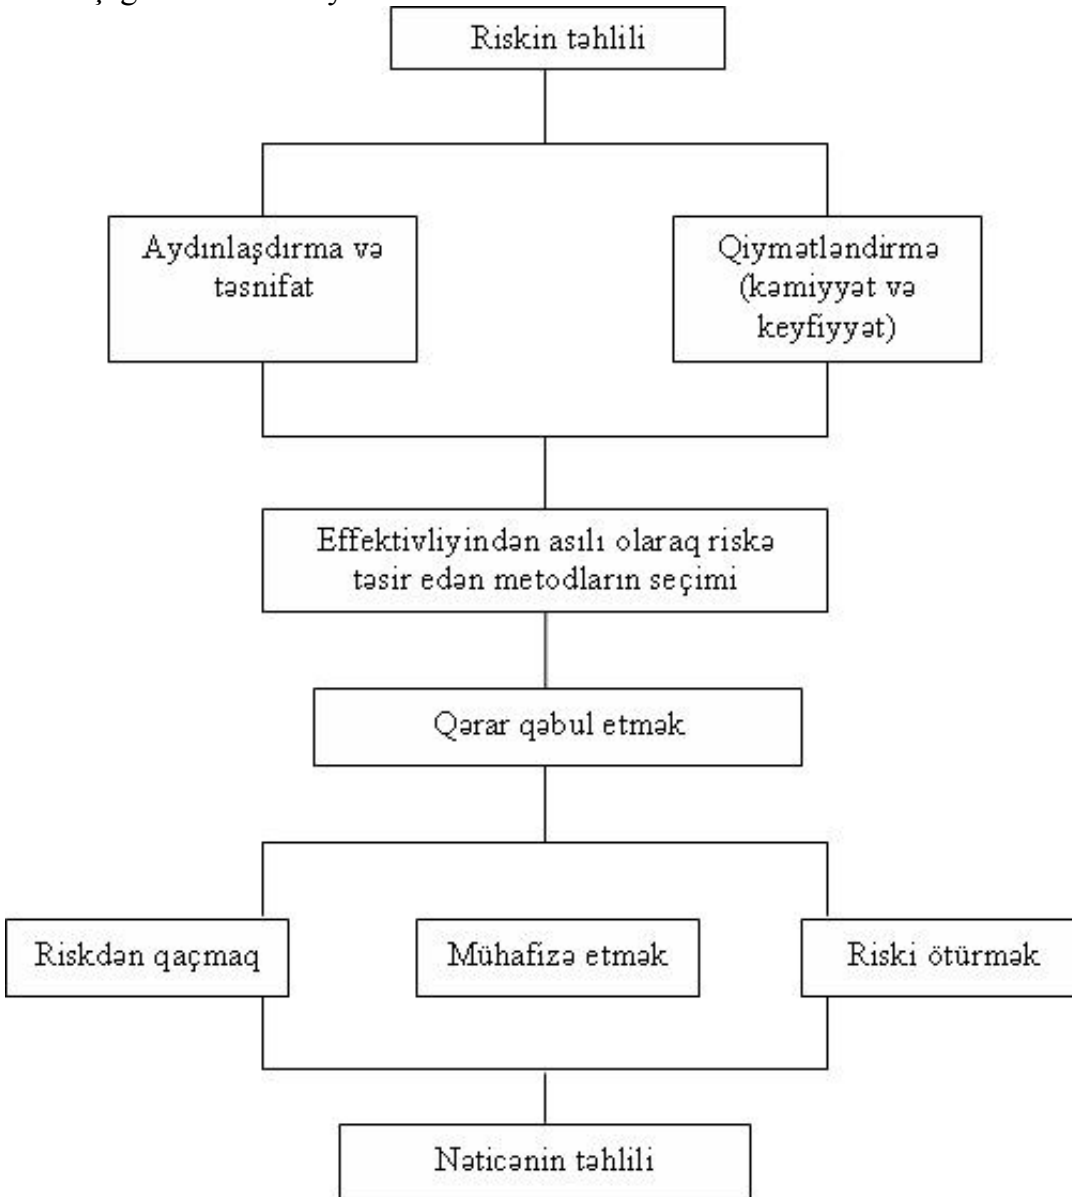 Riskin təhlili
Aydınlaşdırma və
təsnifat
Qiymətləndirmə
(kəmiyyət və
keyfiyyət)
Effektivliyindən asılı olaraq riskə
təsir edən metodların seçimi
Qərar qəbul etmək
Riskdən qaçmaq
Mühafizə etmək
Riski ötürmək
Nəticənin təhlili